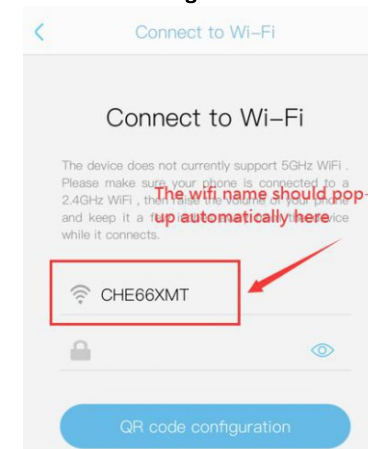 Connect to Wi-Fi
Connect to Wi-Fi
The device does not currently support 5GHz WiFi .
Please make sure your phone is connected to a
2.4GHz WiFi , then raise the volume of your phone
and keep it a
while it connects.
The wifi name should pop-
up automatically here
CHE66XMT
QR code configuration